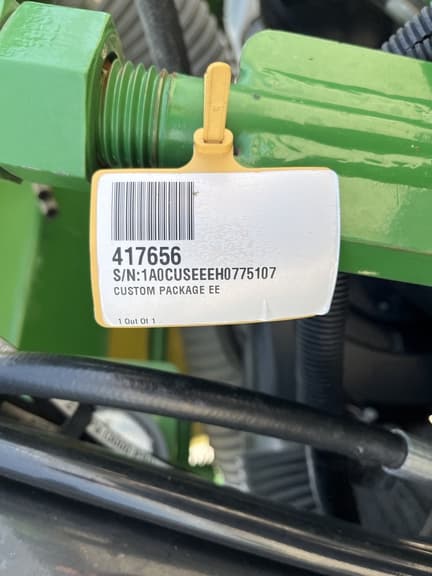 417656
S/N:1A0CUSEEEH0775107
CUSTOM PACKAGE EE
1 Out Of 1